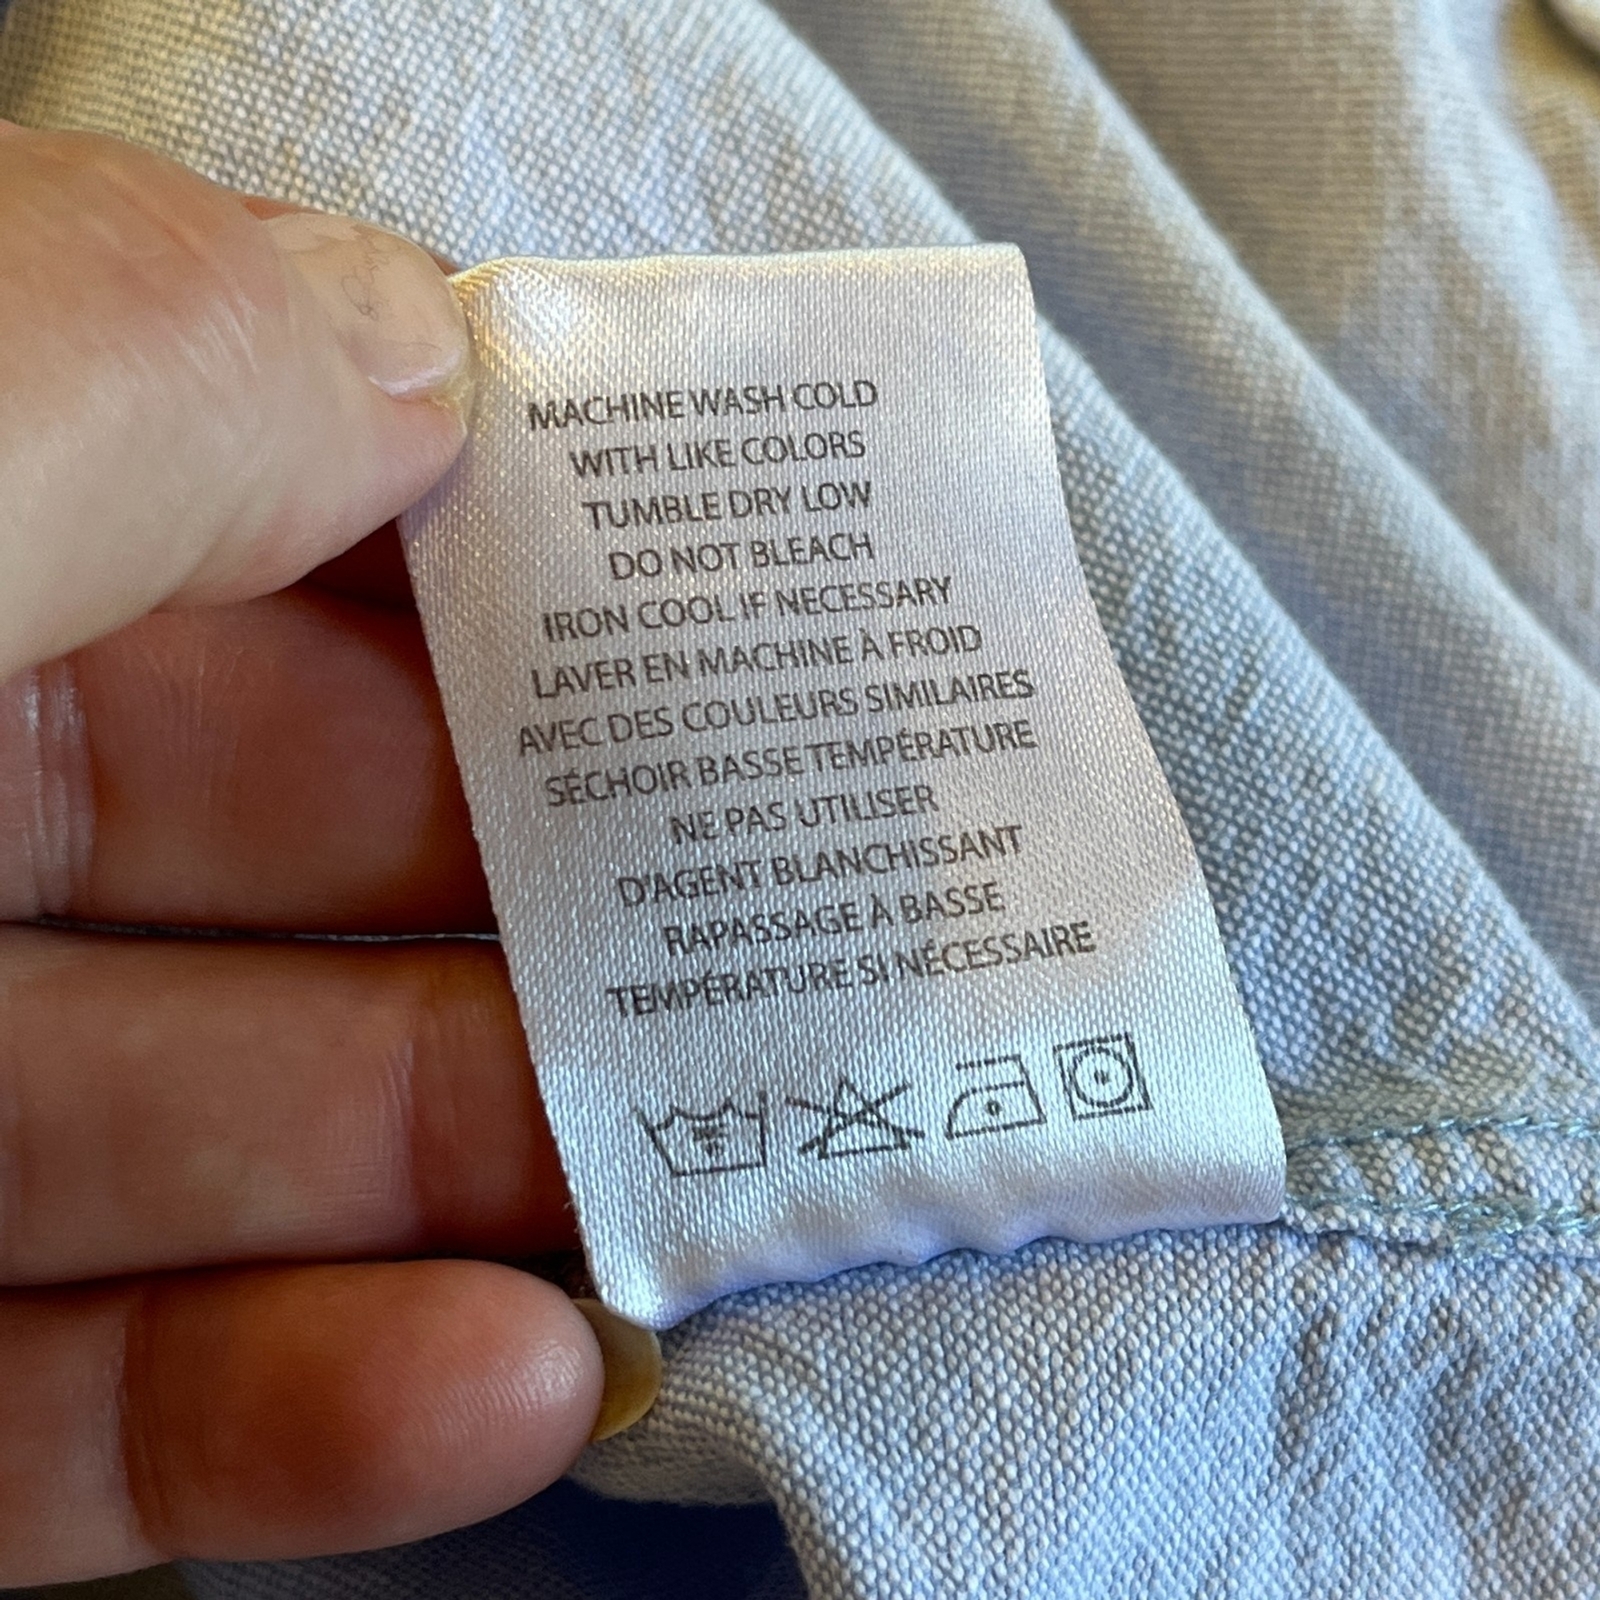 MACHINE WASH COLD
WITH LIKE COLORS
TUMBLE DRY LOW
DO NOT BLEACH
IRON COOL IF NECESSARY
LAVER EN MACHINE À FROID
AVEC DES COULEURS SIMILAIRES
SÉCHOIR BASSE TEMPÉRATURE
NE PAS UTILISER
D'AGENT BLANCHISSANT
RAPASSAGE À BASSE
TEMPÉRATURE SI NÉCESSAIRE